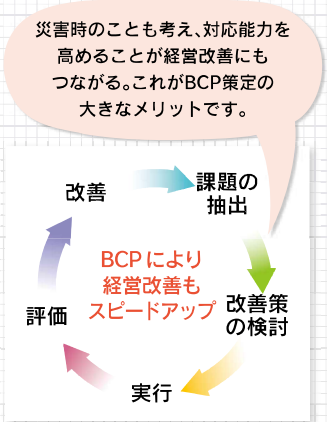 災害時のことも考え、対応能力を
高めることが経営改善にも
つながる。これがBCP策定の
大きなメリットです。
改善
課題の
抽出
BCPにより
経営改善も
スピードアップ
評価
改善策
の検討
実行